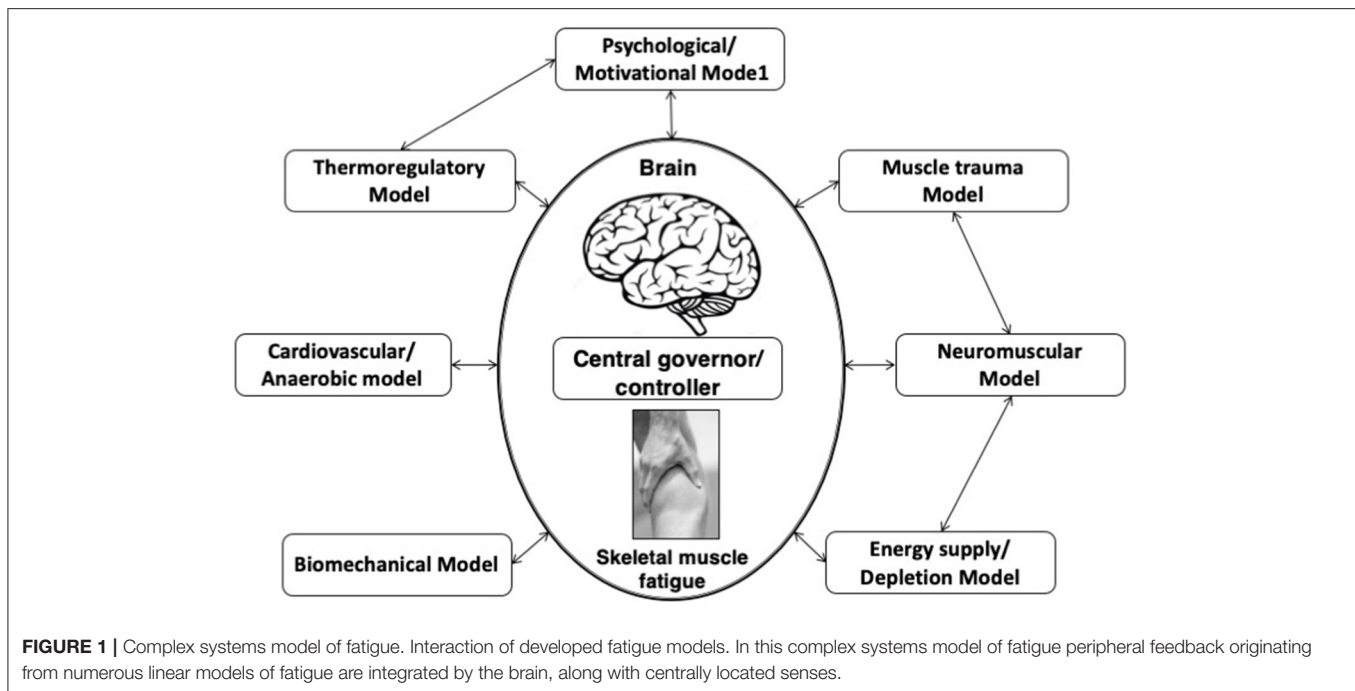 Psychological/
Motivational Mode1
Thermoregulatory
Model
Brain
Muscle trauma
Model
Cardiovascular/
Anaerobic model
Central governor/
controller
Neuromuscular
Model
Biomechanical Model
Skeletal muscle
fatigue
Energy supply/
Depletion Model
FIGURE 1 | Complex systems model of fatigue. Interaction of developed fatigue models. In this complex systems model of fatigue peripheral feedback originating
from numerous linear models of fatigue are integrated by the brain, along with centrally located senses.